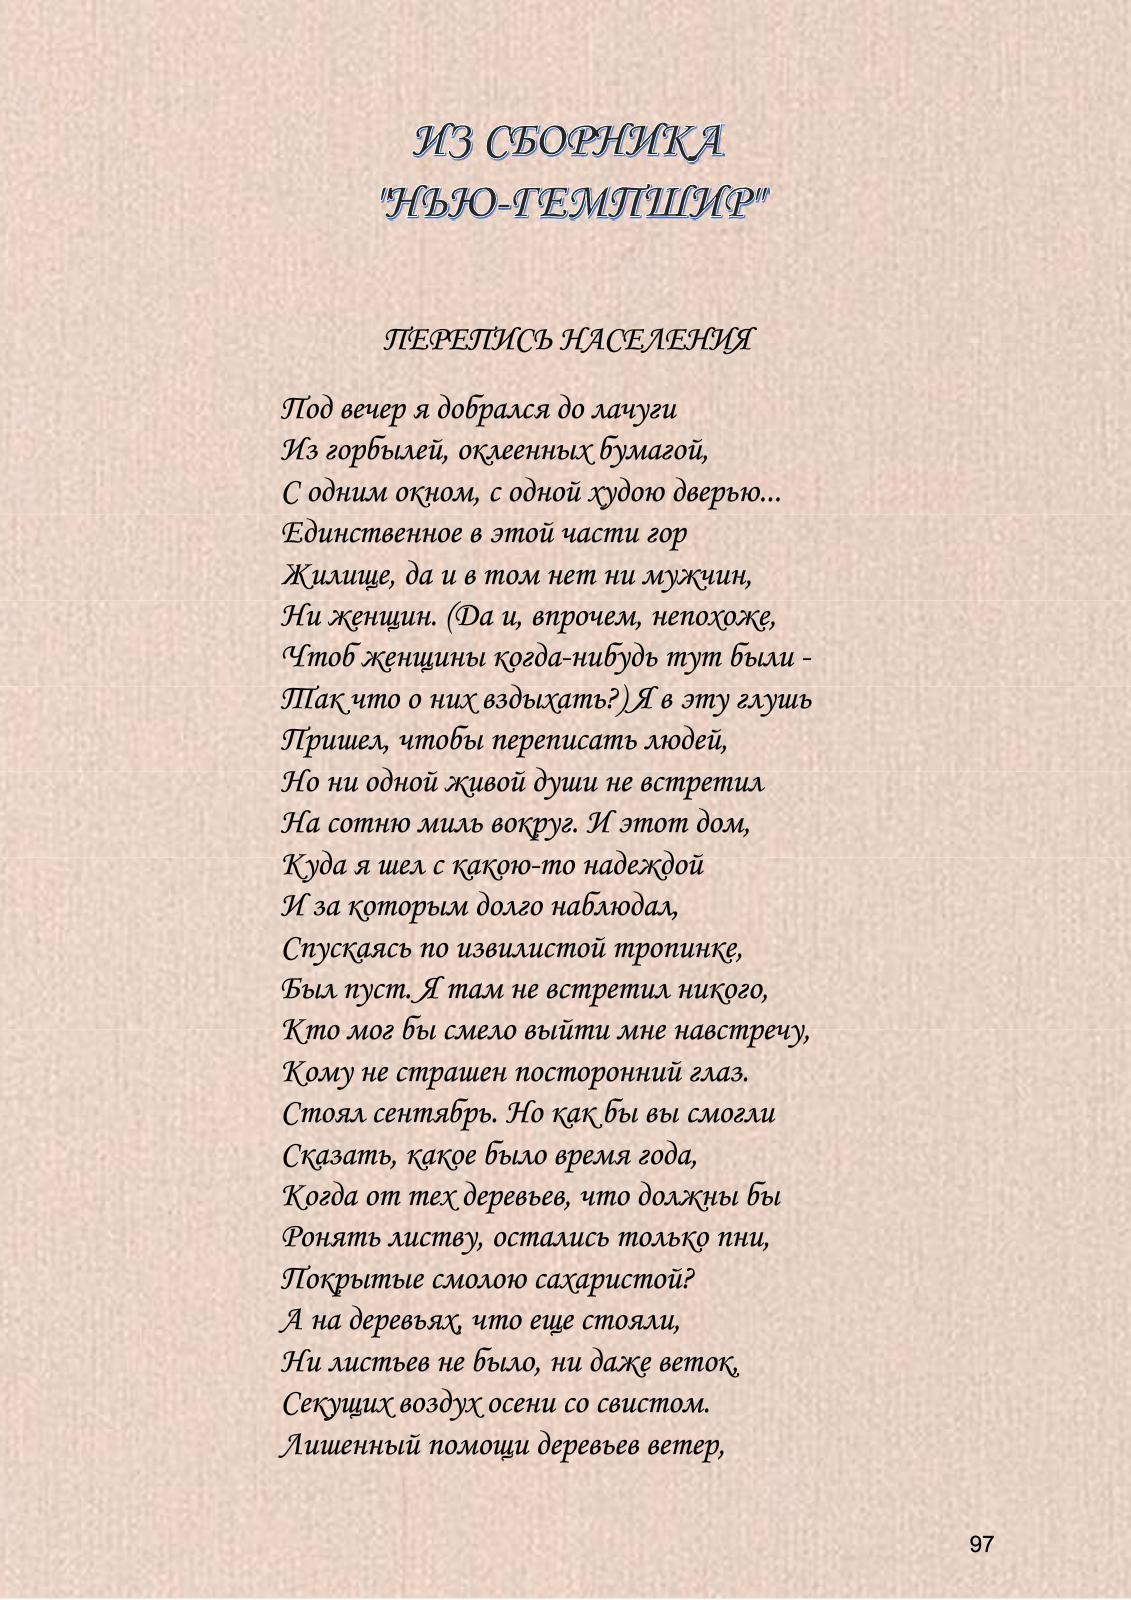 ИЗ СБОРНИКА
"НЬЮ-ГЕМПШИР"
ПЕРЕПИСЬ НАСЕЛЕНИЯ
Под вечер я добрался до лачуги
Из горбылей, оклеенных бумагой,
С одним окном, с одной худою дверью...
Единственное в этой части гор
Жилище, да и в том нет ни мужчин,
Ни женщин. (Да и, впрочем, непохоже,
Чтоб женщины когда-нибудь тут были -
Так что о них вздыхать?) Я в эту глушь
Пришел, чтобы переписать людей,
Но ни одной живой души не встретил
На сотню миль вокруг. И этот дом,
Куда я шел с какою-то надеждой
И за которым долго наблюдал,
Спускаясь по извилистой тропинке,
Был пуст. Я там не встретил никого,
Кто мог бы смело выйти мне навстречу,
Кому не страшен посторонний глаз.
Стоял сентябрь. Но как бы вы смогли
Сказать, какое было время года,
Когда от тех деревьев, что должны бы
Ронять листву, остались только пни,
Покрытые смолою сахаристой?
А на деревьях, что еще стояли,
Ни листьев не было, ни даже веток,
Секущих воздух осени со свистом.
Лишенный помощи деревьев ветер,
97